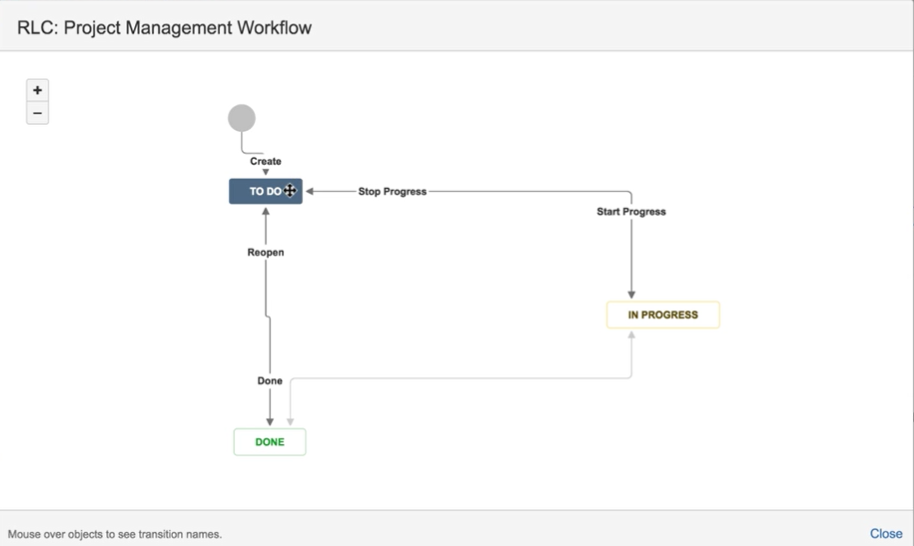 RLC: Project Management Workflow
+
−
Create
TO DO
Stop Progress
Start Progress
Reopen
IN PROGRESS
Done
DONE
Mouse over objects to see transition names.
Close